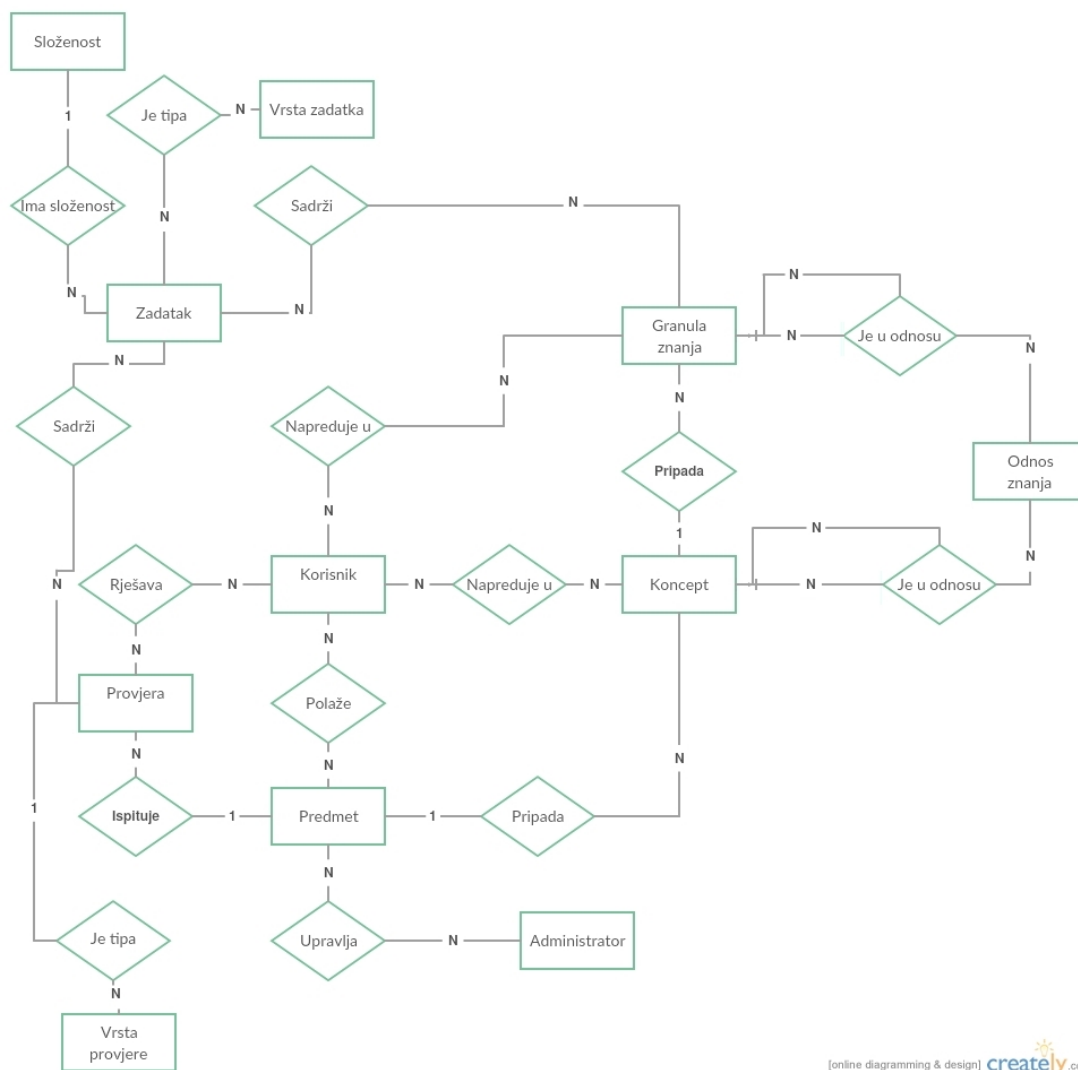 Složenost
1
Je tipa
N
Vrsta zadatka
Ima složenost
N
Sadrži
N
N
N
Zadatak
N
N
Granula
znanja
N
Je u odnosu
N
N
Sadrži
Napreduje u
N
N
Pripada
1
Odnos
znanja
N
N
N
Rješava
N
Korisnik
N
Napreduje u
N
Koncept
N
Je u odnosu
N
N
Provjera
Polaže
N
N
N
1
Ispituje
1
Predmet
1
Pripada
N
Je tipa
Upravlja
N
Administrator
N
Vrsta
provjere
[online diagramming & design]
creately.co